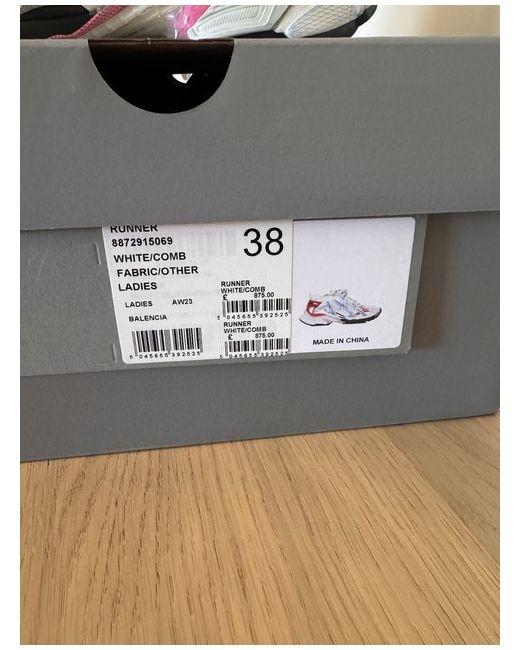 RUNNER
8872915069
WHITE/COMB
FABRIC/OTHER
LADIES
LADIES AW23
BALENCIA
5 045655 392525
38
RUNNER
WHITE/COMB
£ 875.00
5 045655 392525
RUNNER
WHITE/COMB
£ 875.00
5 045655 392525
MADE IN CHINA